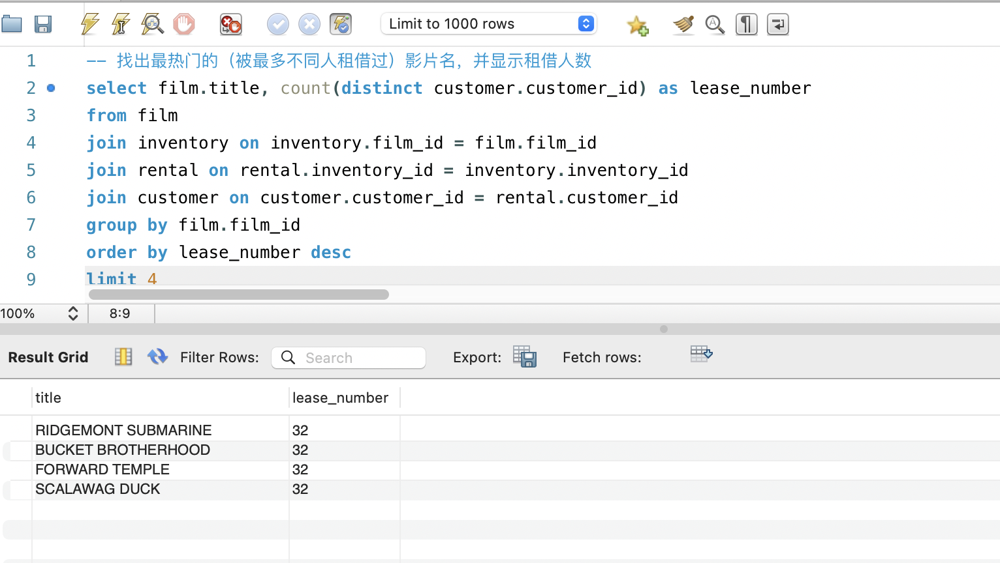 Limit to 1000 rows
1 -- 找出最热门的（被最多不同人租借过）影片名，并显示租借人数
2 select film.title, count(distinct customer.customer_id) as lease_number
3 from film
4 join inventory on inventory.film_id = film.film_id
5 join rental on rental.inventory_id = inventory.inventory_id
6 join customer on customer.customer_id = rental.customer_id
7 group by film.film_id
8 order by lease_number desc
9 limit 4
100% 8:9
Result Grid Filter Rows: Search Export: Fetch rows:
title lease_number
RIDGEMONT SUBMARINE 32
BUCKET BROTHERHOOD 32
FORWARD TEMPLE 32
SCALAWAG DUCK 32